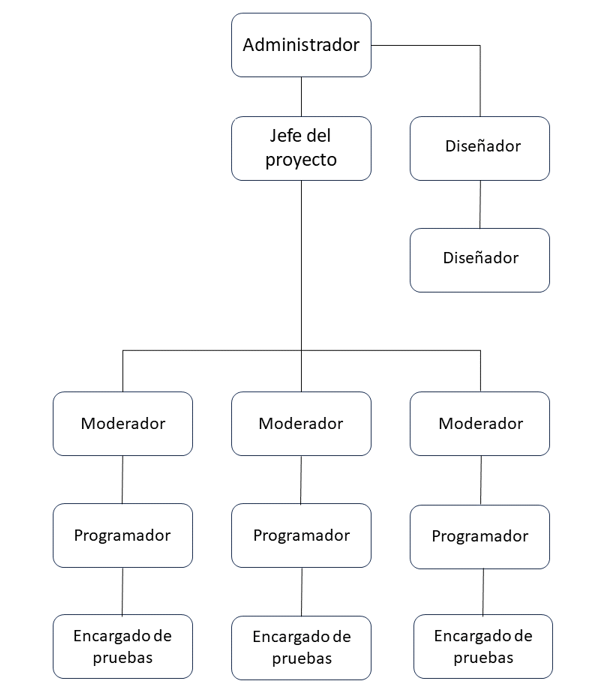 Administrador
Jefe del
proyecto
Diseñador
Diseñador
Moderador
Moderador
Moderador
Programador
Programador
Programador
Encargado de
pruebas
Encargado de
pruebas
Encargado de
pruebas